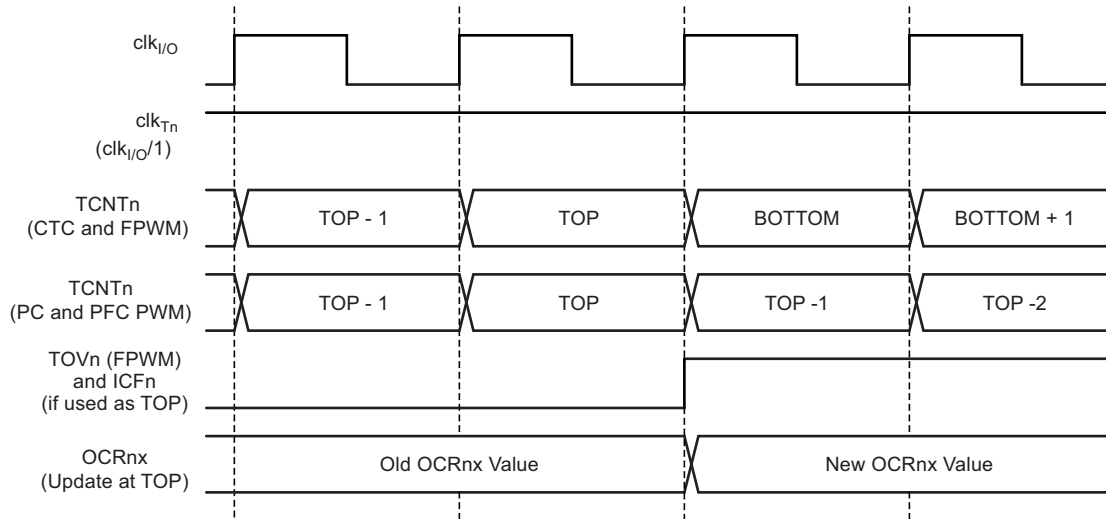 clkI/O
clkTn
(clkI/O/1)
TCNTn
(CTC and FPWM)
TOP - 1
TOP
BOTTOM
BOTTOM + 1
TCNTn
(PC and PFC PWM)
TOP - 1
TOP
TOP -1
TOP -2
TOVn (FPWM)
and ICFn
(if used as TOP)
OCRnx
(Update at TOP)
Old OCRnx Value
New OCRnx Value